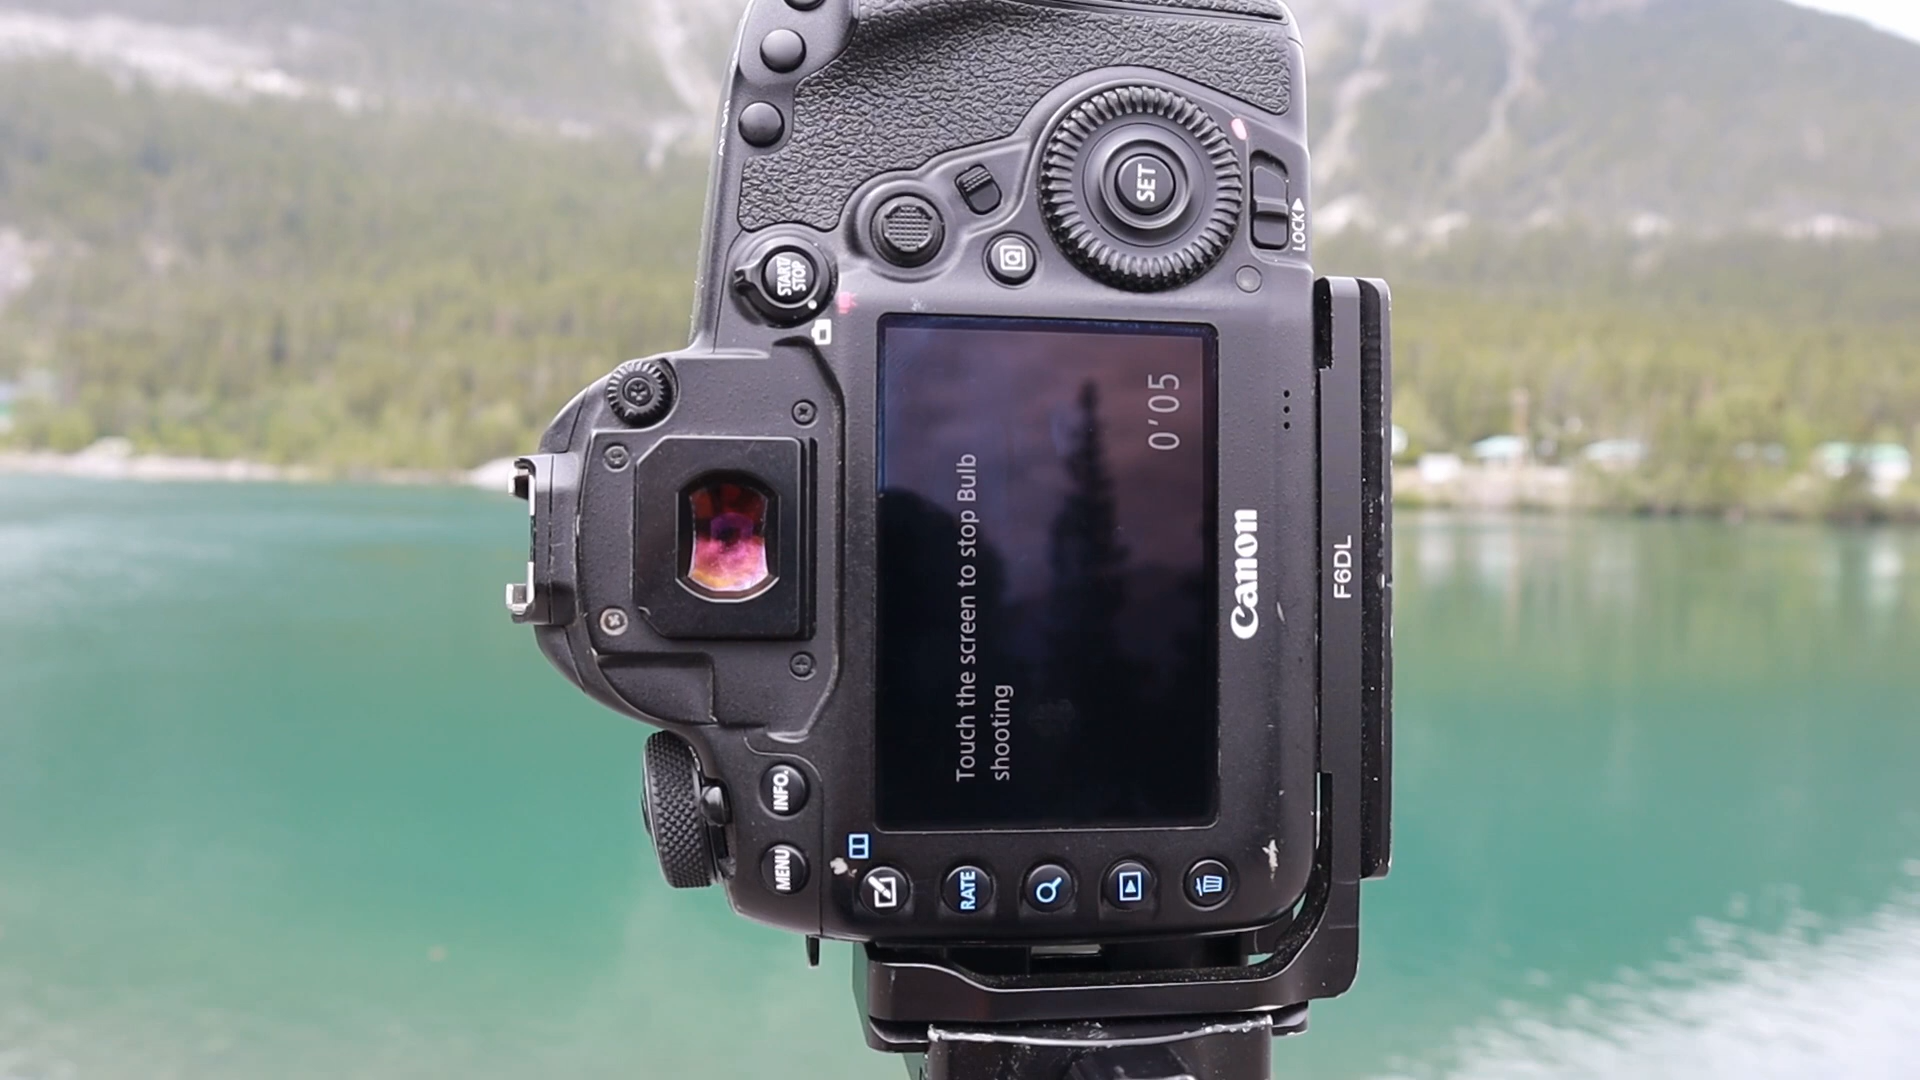 SET
LOCK▶
START/
STOP
Q
0'05
Touch the screen to stop Bulb
shooting
Canon
F6DL
INFO.
MENU
RATE